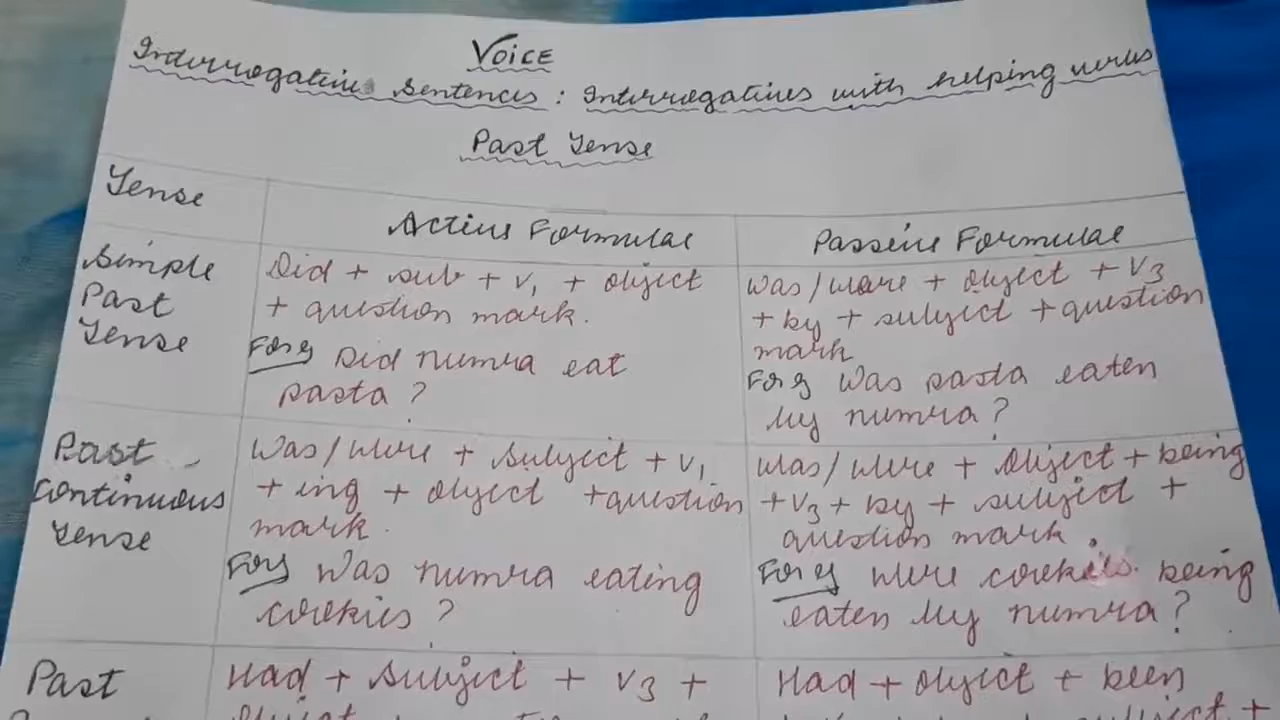 Voice
Interrogative Sentences : Interrogatives with helping verbs
Past Tense
Tense
Active Formulae
Passive Formulae
Simple
Past
Tense
Did + sub + v1 + object
+ question mark.
For eg Did numra eat
pasta ?
Was/were + object + v3
+ by + subject + question
mark
For eg Was pasta eaten
by numra ?
Past
Continuous
Tense
Was/were + subject + v1
+ ing + object + question
mark.
For eg Was numra eating
cookies ?
Was/were + object + being
+ v3 + by + subject +
question mark.
For eg Were cookies being
eaten by numra ?
Past
Had + subject + v3 +
object
Had + object + been
subject +